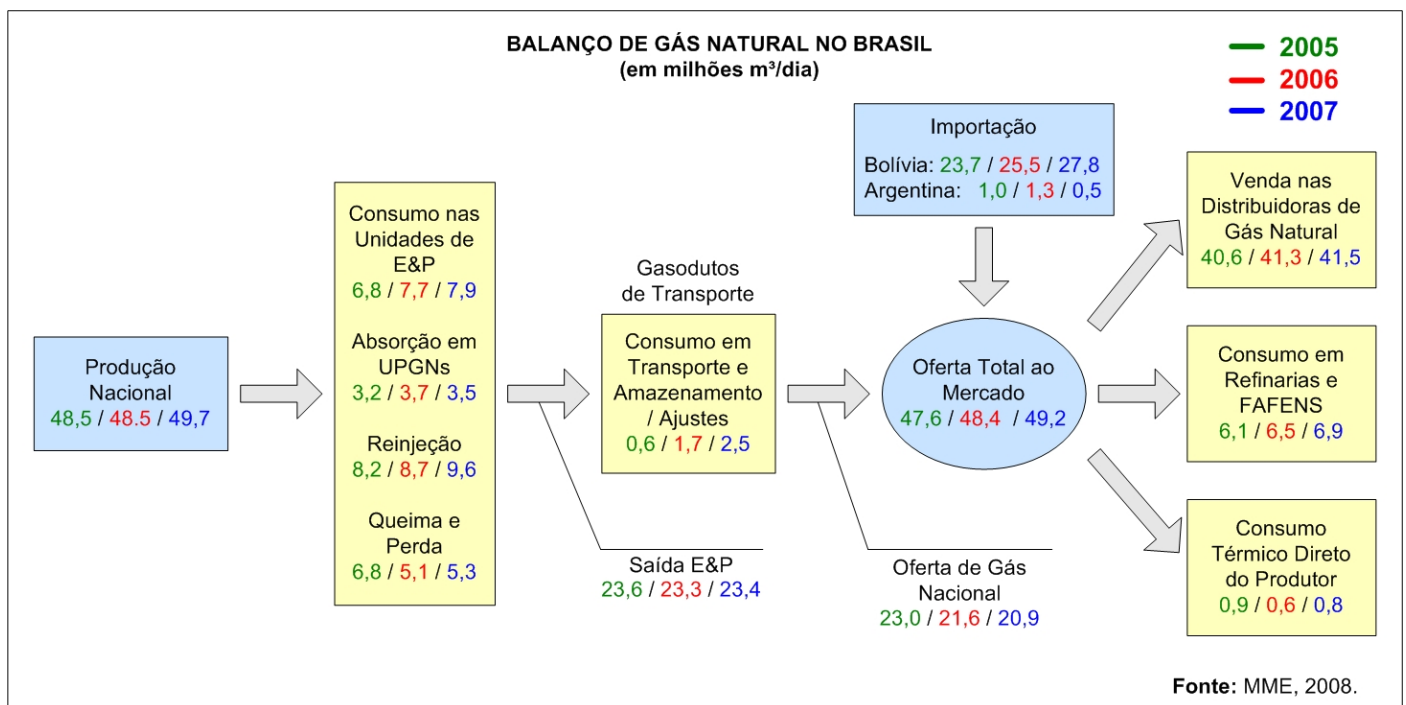 BALANÇO DE GÁS NATURAL NO BRASIL
(em milhões m³/dia)
2005
2006
2007
Produção
Nacional
48,5 / 48.5 / 49,7
Consumo nas
Unidades de
E&P
6,8 / 7,7 / 7,9
Absorção em
UPGNs
3,2 / 3,7 / 3,5
Reinjeção
8,2 / 8,7 / 9,6
Queima e
Perda
6,8 / 5,1 / 5,3
Saída E&P
23,6 / 23,3 / 23,4
Gasodutos
de Transporte
Consumo em
Transporte e
Amazenamento
/ Ajustes
0,6 / 1,7 / 2,5
Oferta de Gás
Nacional
23,0 / 21,6 / 20,9
Importação
Bolívia: 23,7 / 25,5 / 27,8
Argentina: 1,0 / 1,3 / 0,5
Oferta Total ao
Mercado
47,6 / 48,4 / 49,2
Venda nas
Distribuidoras de
Gás Natural
40,6 / 41,3 / 41,5
Consumo em
Refinarias e
FAFENS
6,1 / 6,5 / 6,9
Consumo
Térmico Direto
do Produtor
0,9 / 0,6 / 0,8
Fonte: MME, 2008.